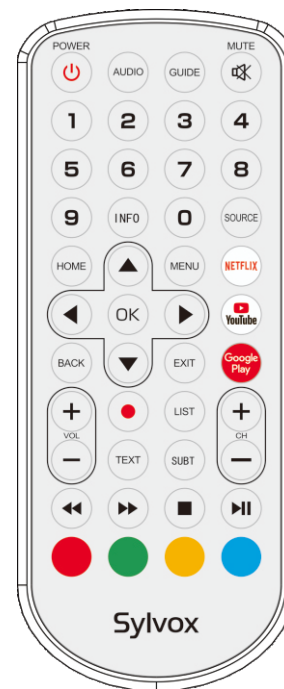 POWER MUTE
AUDIO GUIDE
1 2 3 4
5 6 7 8
9 INFO 0 SOURCE
HOME MENU NETFLIX
OK YouTube
BACK EXIT Google Play
+ LIST +
VOL CH
- TEXT SUBT -
Sylvox